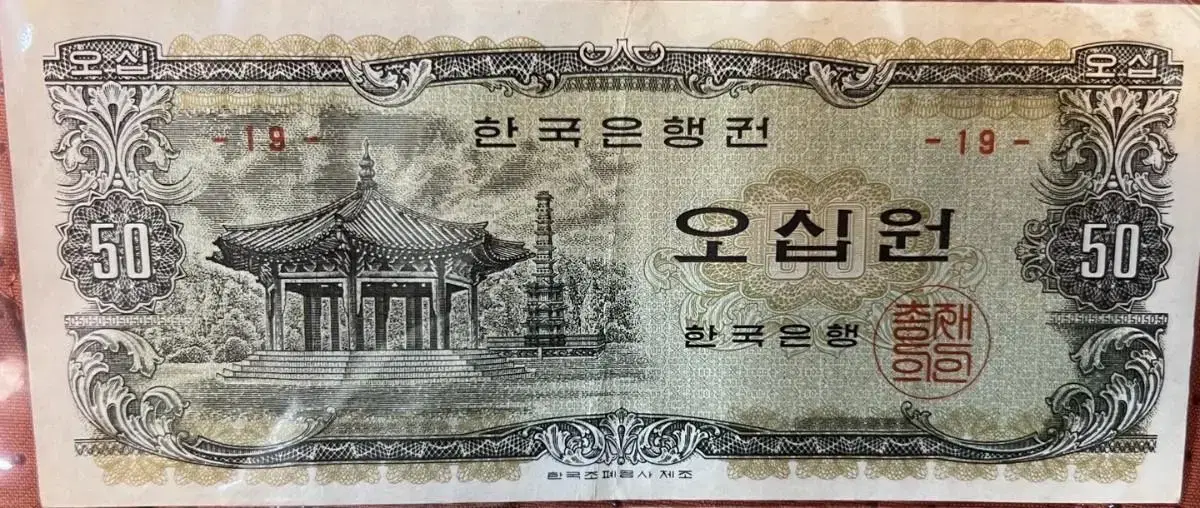 오십 오십
- 19 - 한국은행권 - 19 -
오십원
50 50
한국은행
총재의인
한국조폐공사제조